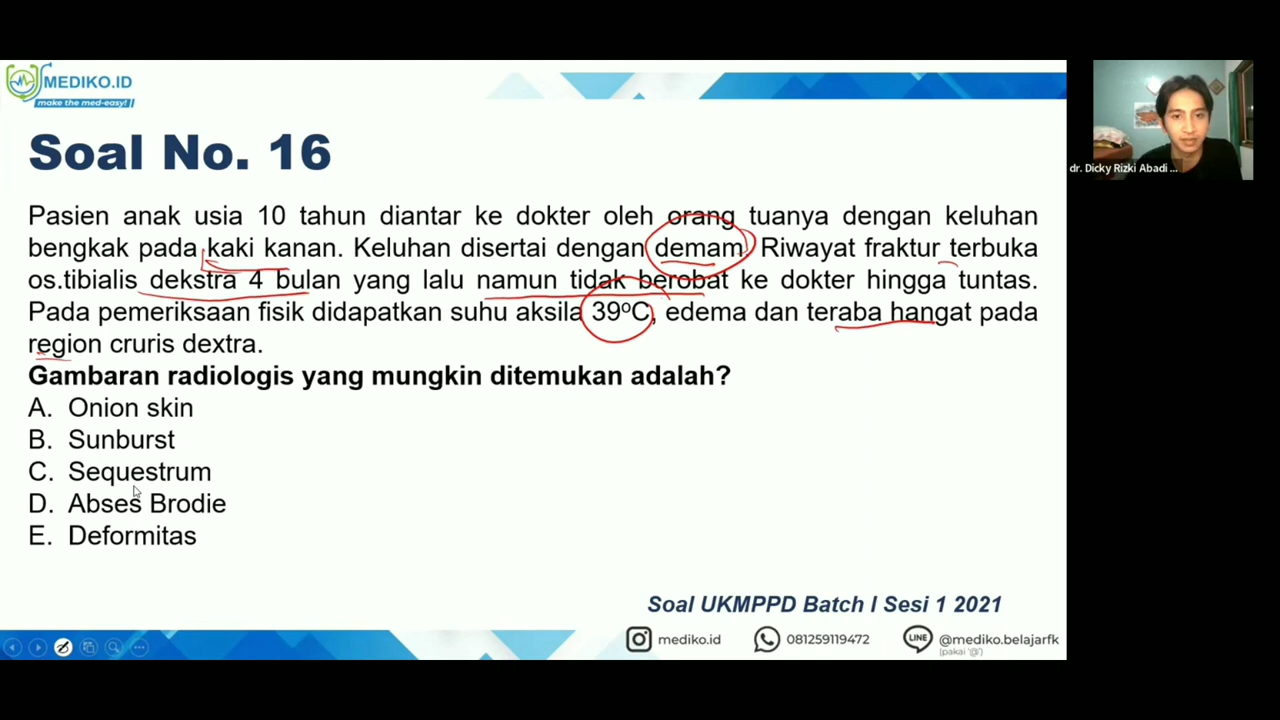 MEDIKO.ID
make the med-easy!
Soal No. 16
dr. Dicky Rizki Abadi ...
Pasien anak usia 10 tahun diantar ke dokter oleh orang tuanya dengan keluhan
bengkak pada kaki kanan. Keluhan disertai dengan demam. Riwayat fraktur terbuka
os.tibialis dekstra 4 bulan yang lalu namun tidak berobat ke dokter hingga tuntas.
Pada pemeriksaan fisik didapatkan suhu aksila 39ºC, edema dan teraba hangat pada
region cruris dextra.
Gambaran radiologis yang mungkin ditemukan adalah?
A. Onion skin
B. Sunburst
C. Sequestrum
D. Abses Brodie
E. Deformitas
Soal UKMPPD Batch I Sesi 1 2021
mediko.id
081259119472
LINE
@mediko.belajarfk
(pakai '@')